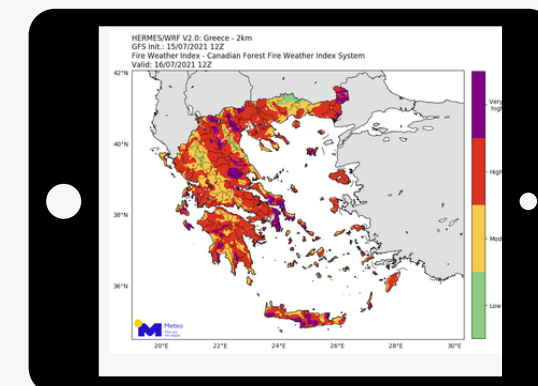 HERMES/WRF V2.0: Greece - 2km
GFS Init.: 15/07/2021 12Z
Fire Weather Index - Canadian Forest Fire Weather Index System
Valid: 16/07/2021 12Z
42°N
Very
high
40°N
High
38°N
Mod
36°N
Low
Meteo
20°E 22°E 24°E 26°E 28°E 30°E